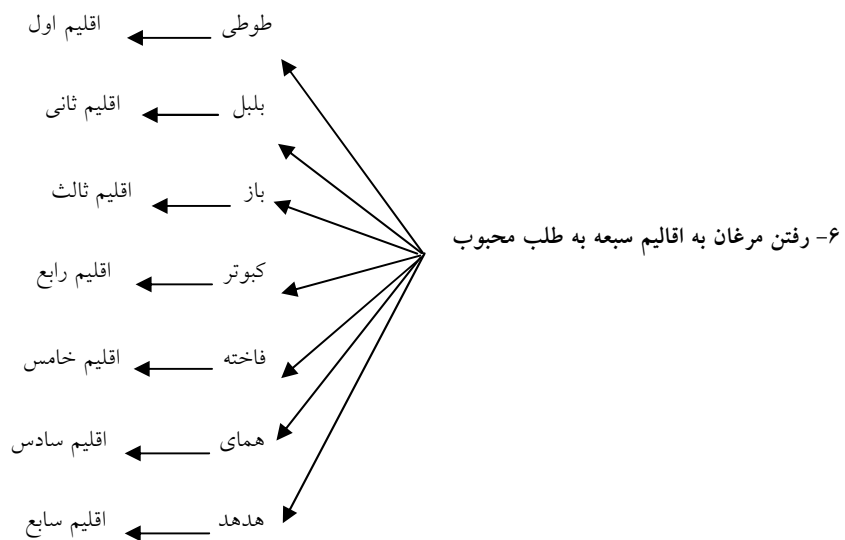 ۶- رفتن مرغان به اقالیم سبعه به طلب محبوب
طوطی اقلیم اول
بلبل اقلیم ثانی
باز اقلیم ثالث
کبوتر اقلیم رابع
فاخته اقلیم خامس
همای اقلیم سادس
هدهد اقلیم سابع